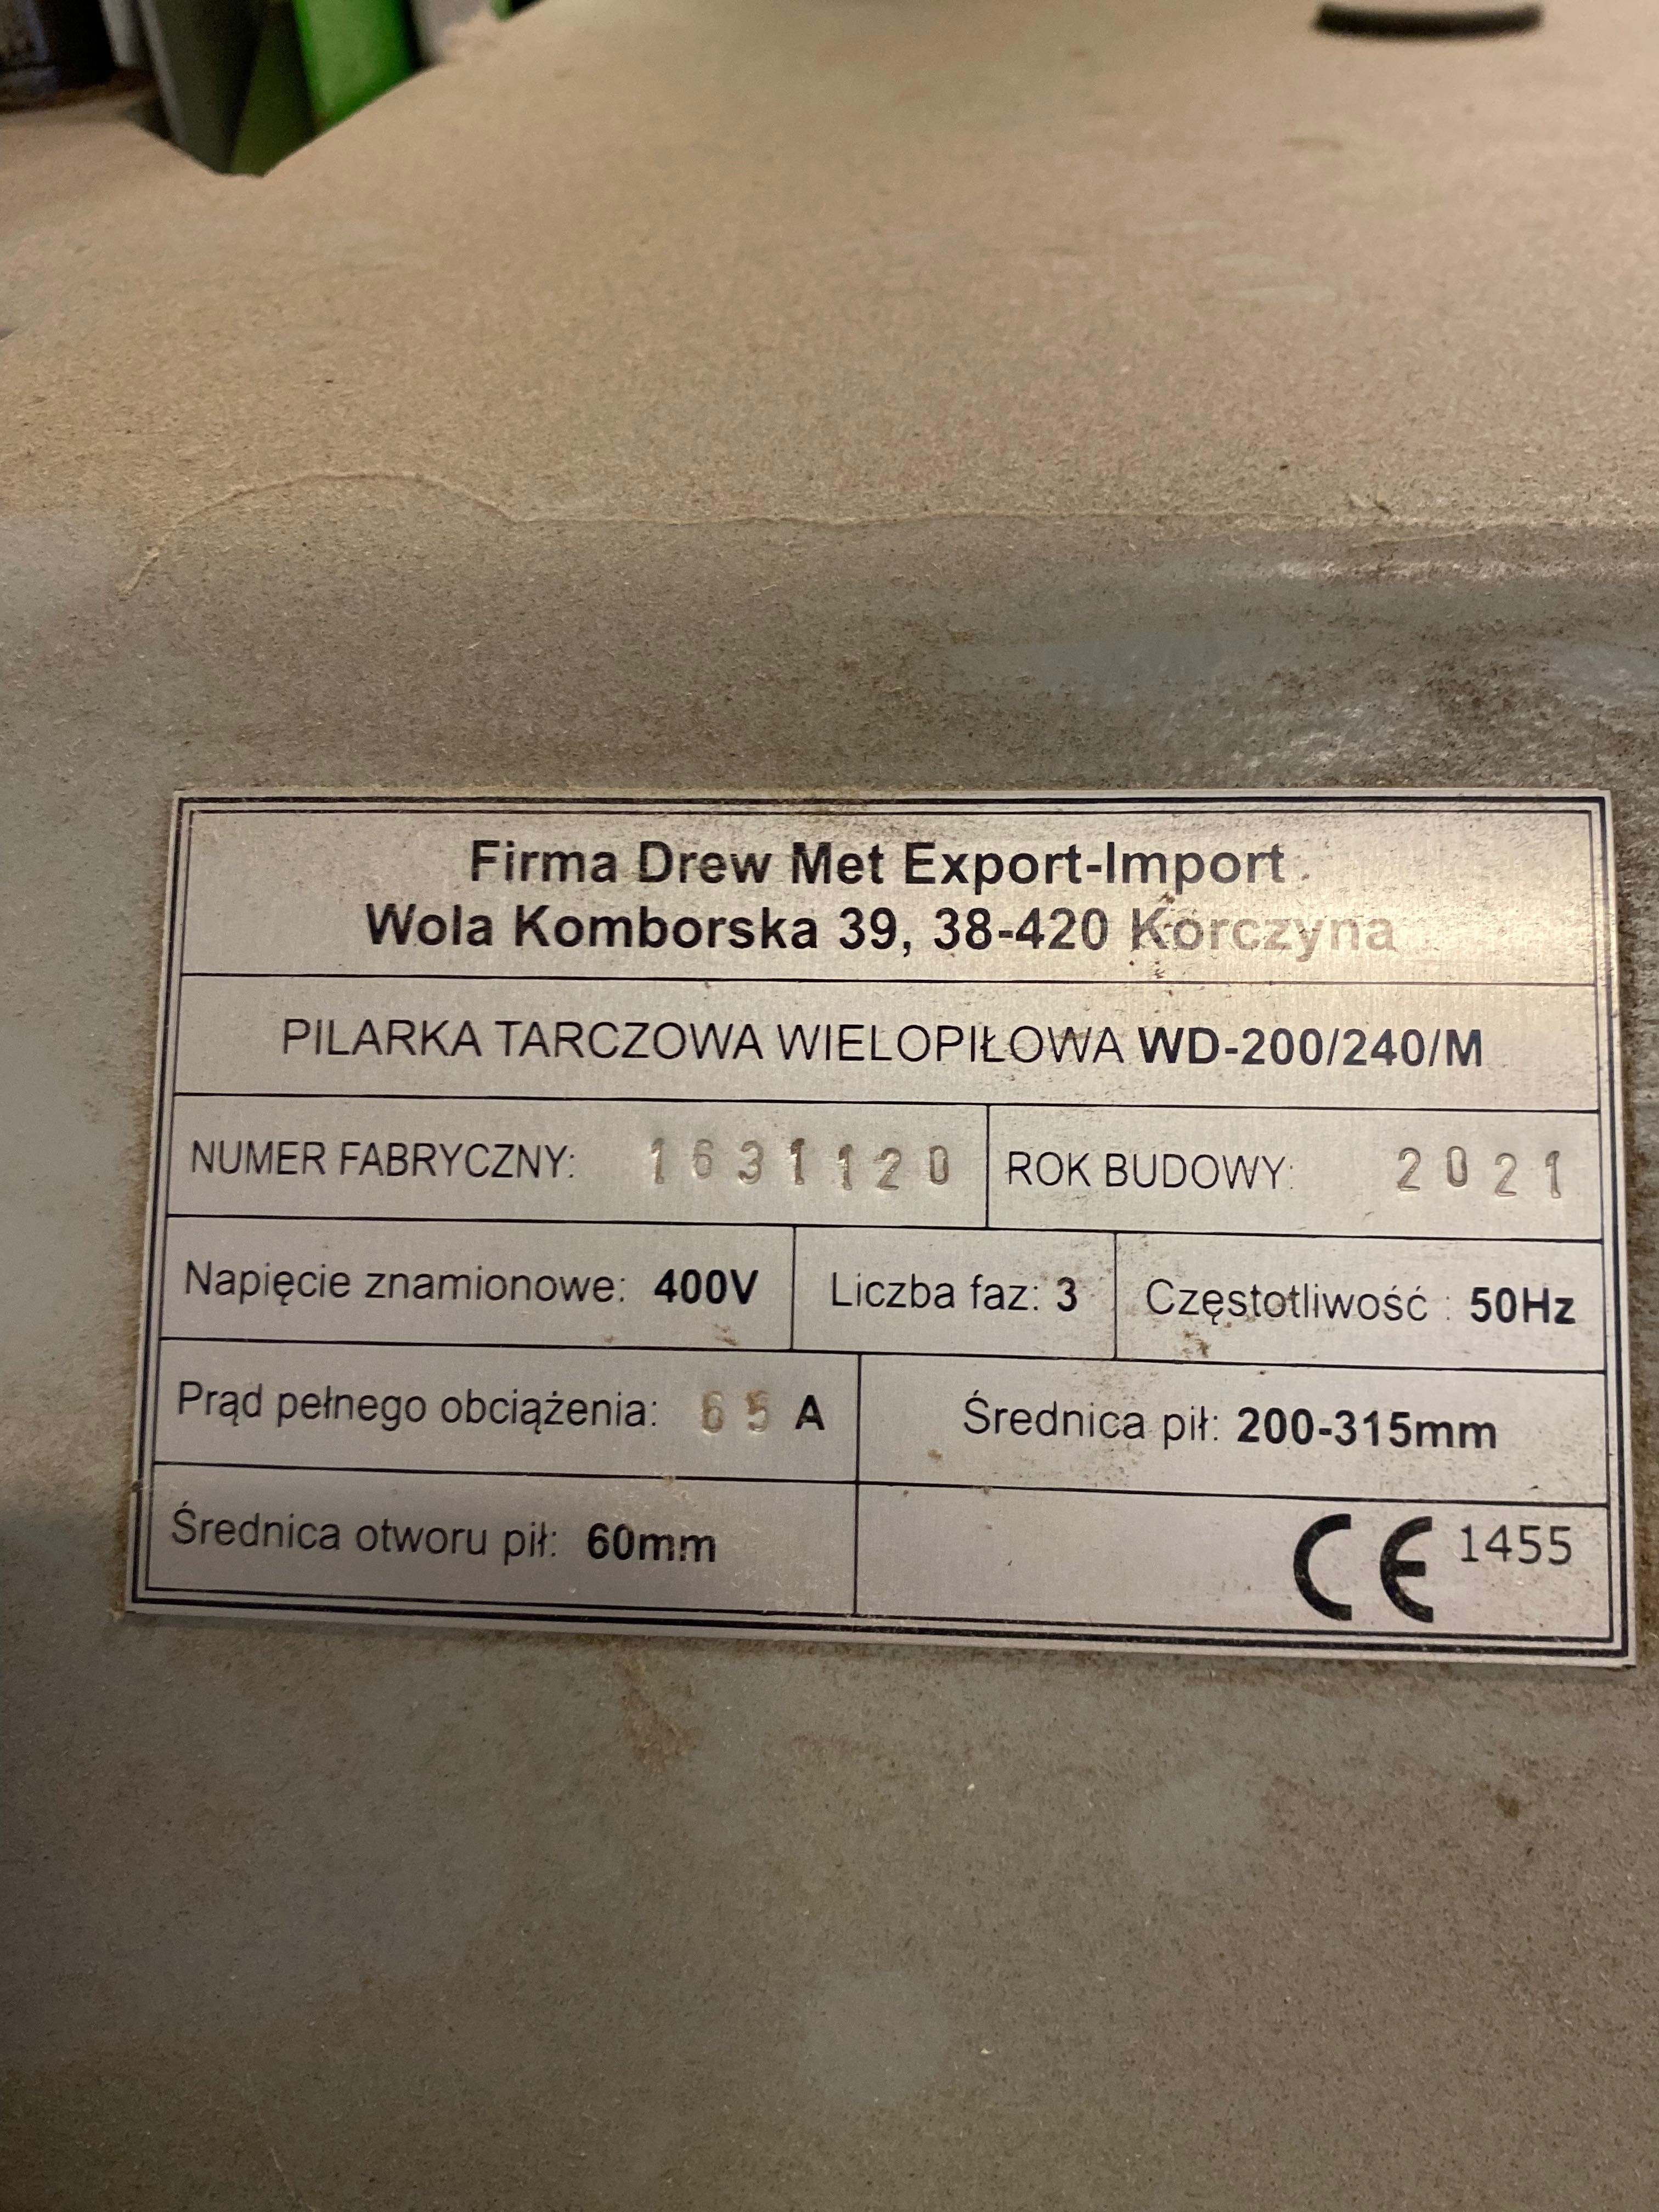 Firma Drew Met Export-Import
Wola Komborska 39, 38-420 Korczyna
PILARKA TARCZOWA WIELOPIŁOWA WD-200/240/M
NUMER FABRYCZNY: 1631120 ROK BUDOWY: 2021
Napięcie znamionowe: 400V Liczba faz: 3 Częstotliwość : 50Hz
Prąd pełnego obciążenia: 65 A Średnica pił: 200-315mm
Średnica otworu pił: 60mm CE 1455